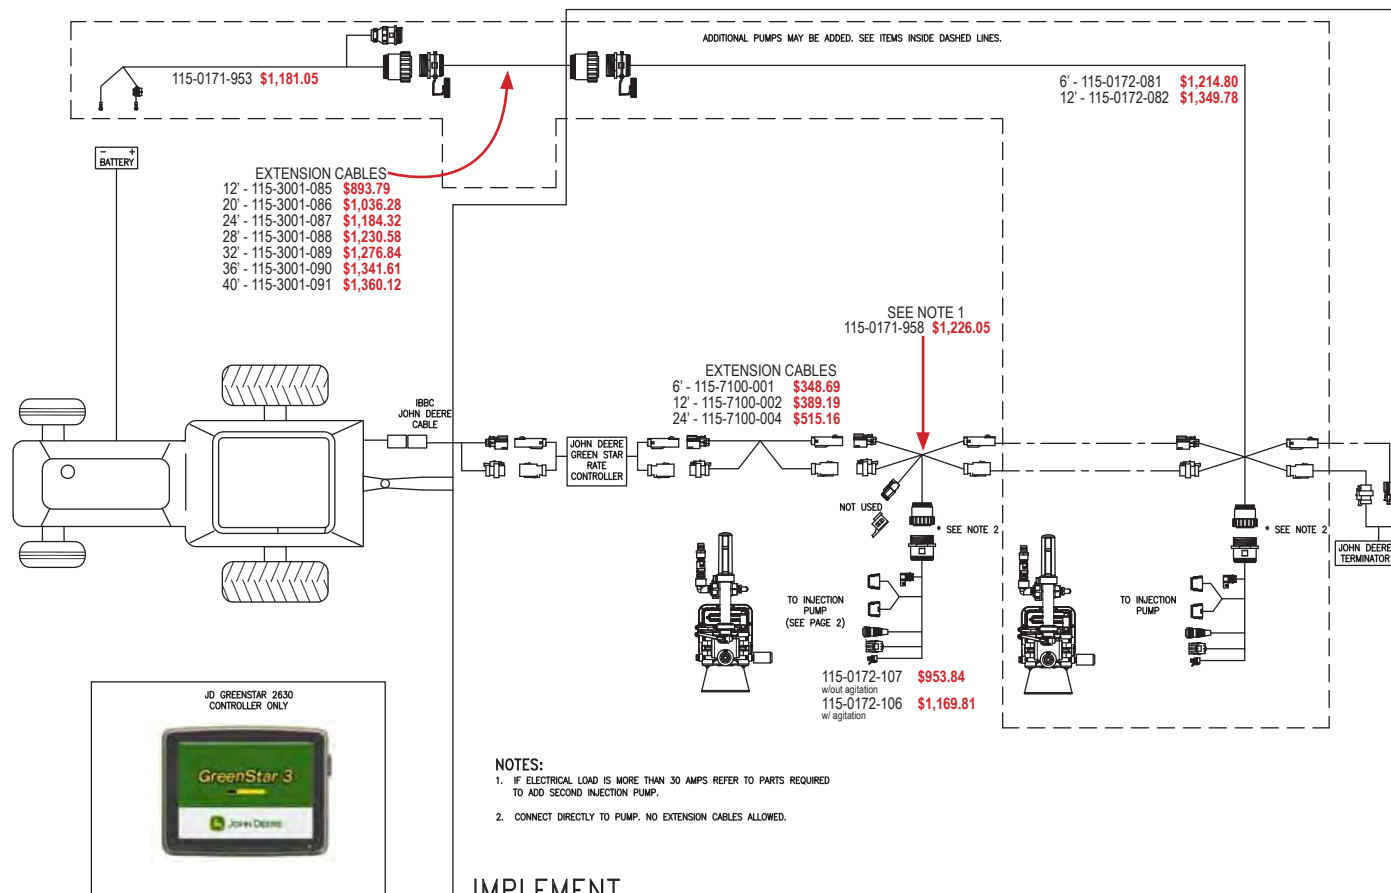 ADDITIONAL PUMPS MAY BE ADDED. SEE ITEMS INSIDE DASHED LINES.
115-0171-953 $1,181.05
6' - 115-0172-081 $1,214.80
12' - 115-0172-082 $1,349.78
- +
BATTERY
EXTENSION CABLES
12' - 115-3001-085 $893.79
20' - 115-3001-086 $1,036.28
24' - 115-3001-087 $1,184.32
28' - 115-3001-088 $1,230.58
32' - 115-3001-089 $1,276.84
36' - 115-3001-090 $1,341.61
40' - 115-3001-091 $1,360.12
SEE NOTE 1
115-0171-958 $1,226.05
EXTENSION CABLES
6' - 115-7100-001 $348.69
12' - 115-7100-002 $389.19
24' - 115-7100-004 $515.16
IBBC
JOHN DEERE
CABLE
JOHN DEERE
GREEN STAR
RATE
CONTROLLER
NOT USED
* SEE NOTE 2
* SEE NOTE 2
JOHN DEERE
TERMINATOR
TO INJECTION
PUMP
(SEE PAGE 2)
TO INJECTION
PUMP
115-0172-107 $953.84
w/out agitation
115-0172-106 $1,169.81
w/ agitation
JD GREENSTAR 2630
CONTROLLER ONLY
GreenStar 3
JOHN DEERE
NOTES:
1. IF ELECTRICAL LOAD IS MORE THAN 30 AMPS REFER TO PARTS REQUIRED
TO ADD SECOND INJECTION PUMP.
2. CONNECT DIRECTLY TO PUMP. NO EXTENSION CABLES ALLOWED.
IMPLEMENT